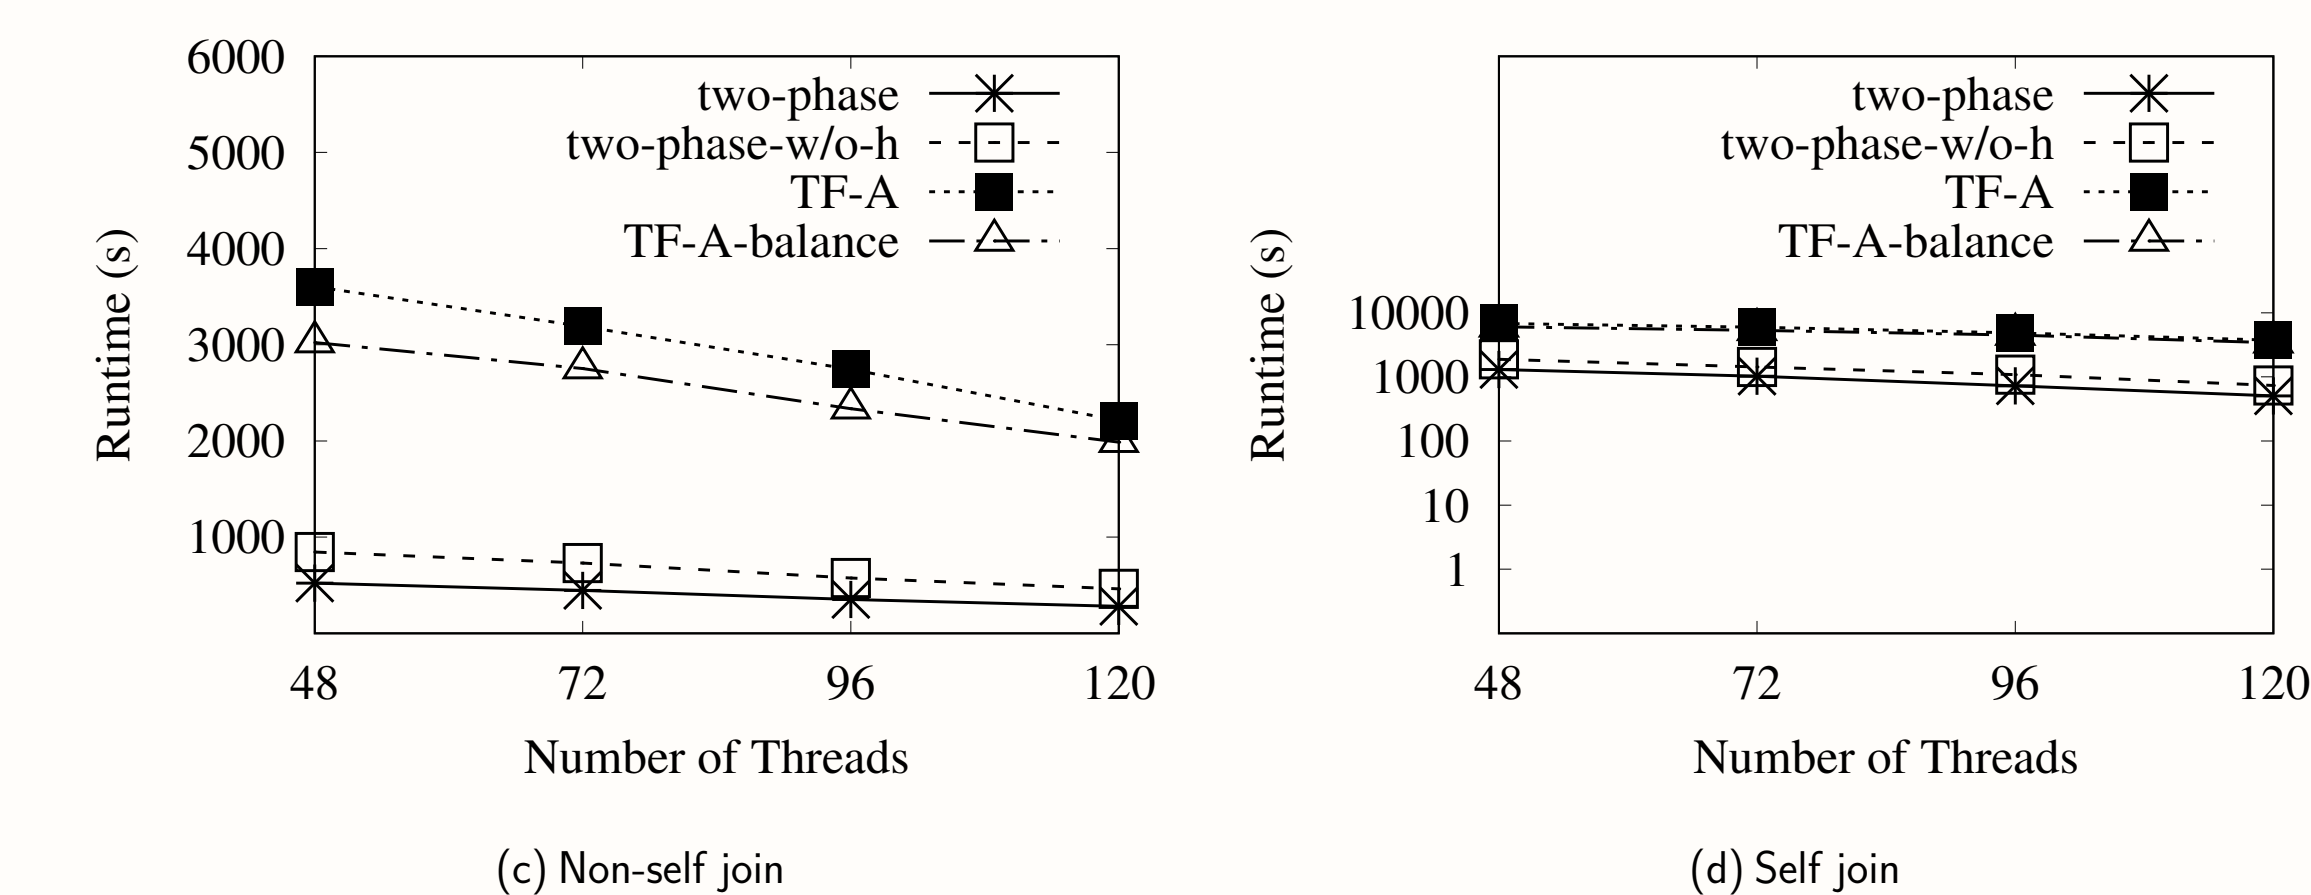 6000
5000
4000
3000
2000
1000
Runtime (s)
two-phase
two-phase-w/o-h
TF-A
TF-A-balance
48 72 96 120
Number of Threads
(c) Non-self join
10000
1000
100
10
1
Runtime (s)
two-phase
two-phase-w/o-h
TF-A
TF-A-balance
48 72 96 120
Number of Threads
(d) Self join